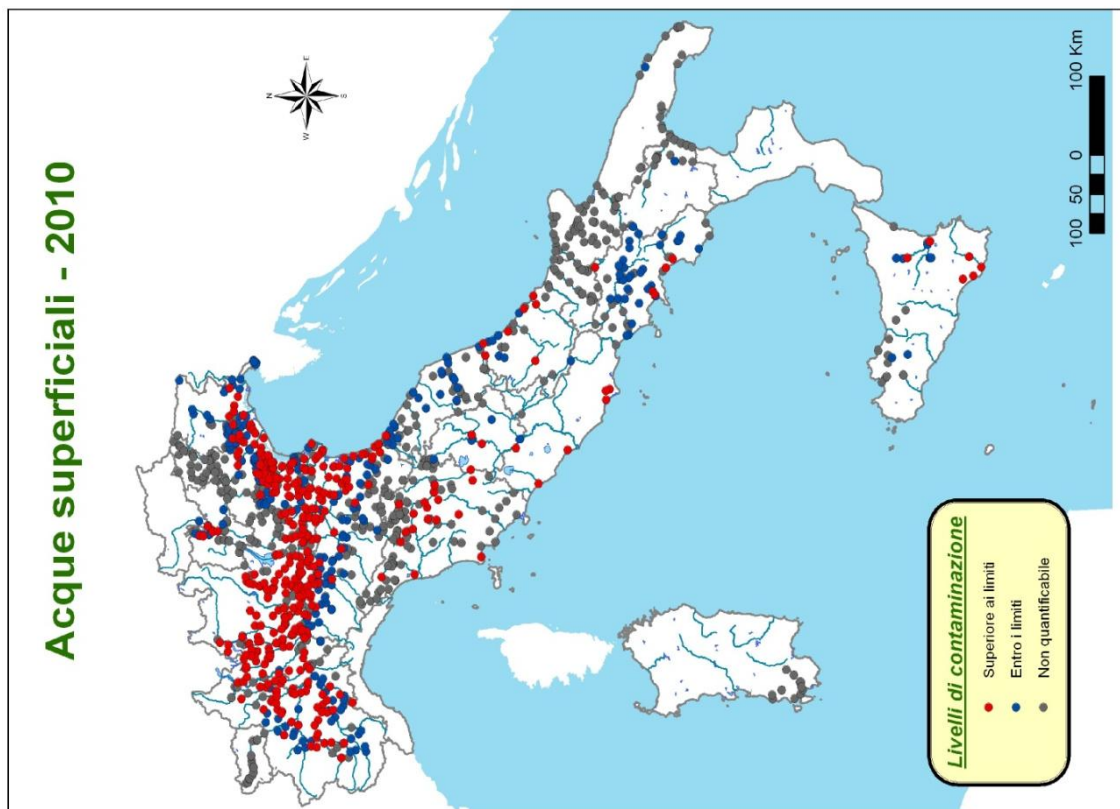 Acque superficiali - 2010
N
W
E
S
Livelli di contaminazione
Superiore ai limiti
Entro i limiti
Non quantificabile
100 50 0 100 Km